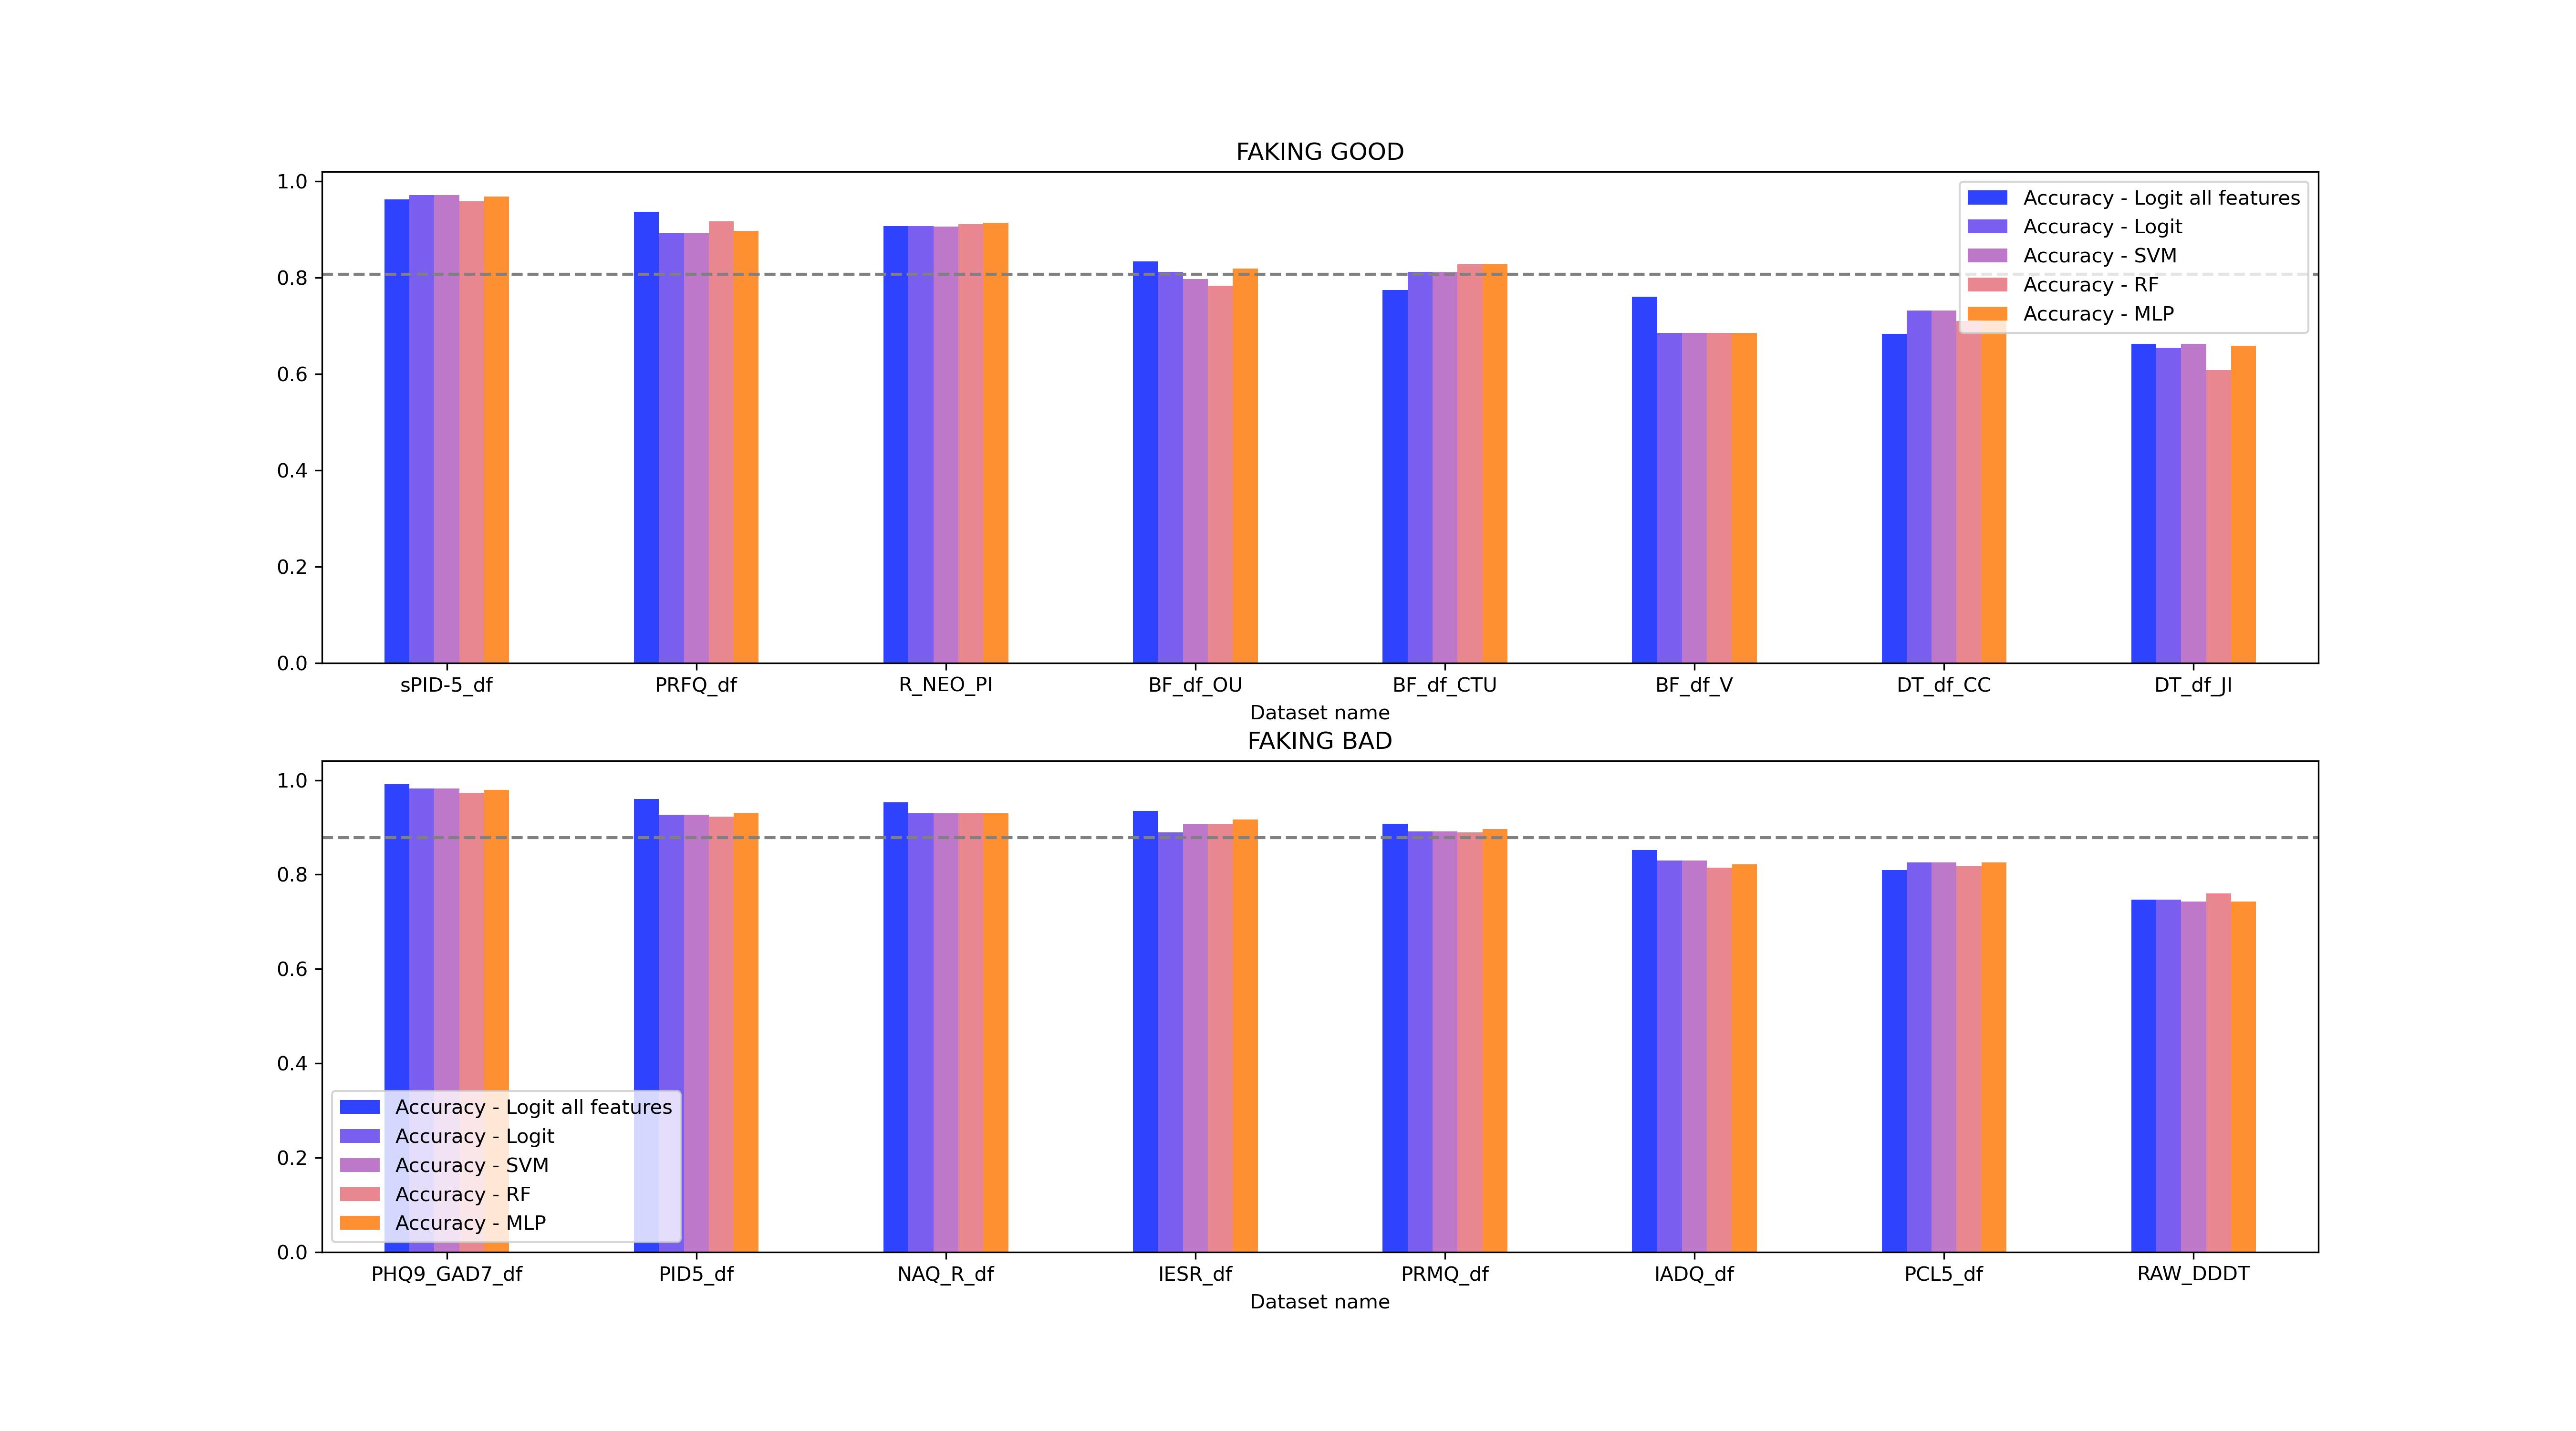 FAKING GOOD
1.0
0.8
0.6
0.4
0.2
0.0
Accuracy - Logit all features
Accuracy - Logit
Accuracy - SVM
Accuracy - RF
Accuracy - MLP
sPID-5_df
PRFQ_df
R_NEO_PI
BF_df_OU
BF_df_CTU
BF_df_V
DT_df_CC
DT_df_JI
Dataset name
FAKING BAD
1.0
0.8
0.6
0.4
0.2
0.0
Accuracy - Logit all features
Accuracy - Logit
Accuracy - SVM
Accuracy - RF
Accuracy - MLP
PHQ9_GAD7_df
PID5_df
NAQ_R_df
IESR_df
PRMQ_df
IADQ_df
PCL5_df
RAW_DDDT
Dataset name